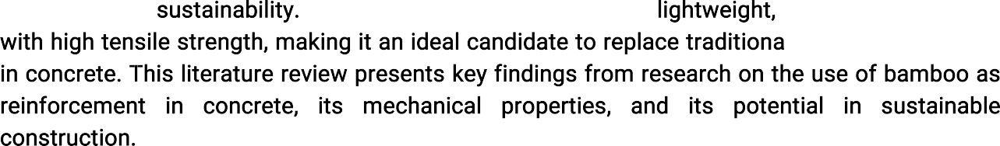 sustainability. lightweight,
with high tensile strength, making it an ideal candidate to replace traditiona
in concrete. This literature review presents key findings from research on the use of bamboo as
reinforcement in concrete, its mechanical properties, and its potential in sustainable
construction.